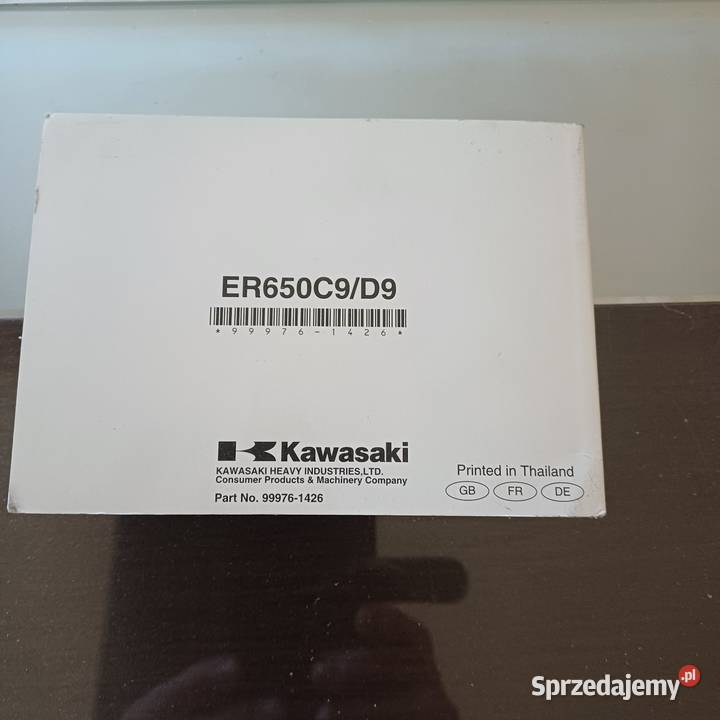 ER650C9/D9
*99976-1426*
Kawasaki
KAWASAKI HEAVY INDUSTRIES,LTD.
Consumer Products & Machinery Company
Part No. 99976-1426
Printed in Thailand
GB FR DE
Sprzedajemy.pl